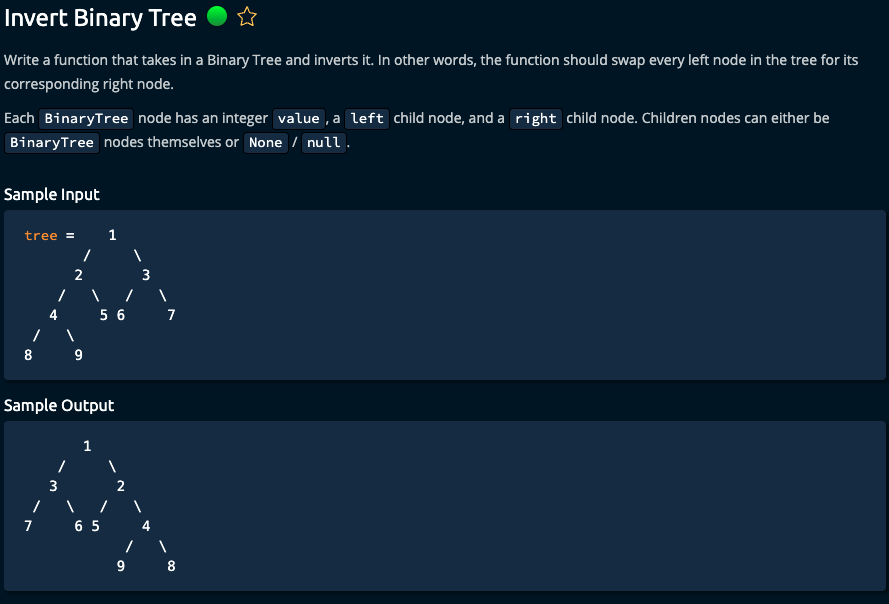 Invert Binary Tree
Write a function that takes in a Binary Tree and inverts it. In other words, the function should swap every left node in the tree for its
corresponding right node.
Each BinaryTree node has an integer value, a left child node, and a right child node. Children nodes can either be
BinaryTree nodes themselves or None / null.
Sample Input
tree =    1
       /     \
      2       3
    /   \   /   \
   4     5 6     7
 /   \
8     9
Sample Output
       1
    /     \
   3       2
 /   \   /   \
7     6 5     4
            /   \
           9     8